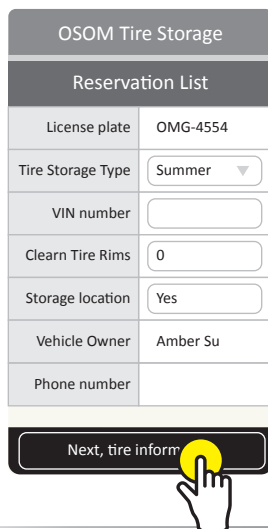 OSOM Tire Storage
Reservation List
License plate OMG-4554
Tire Storage Type Summer
VIN number
Clearn Tire Rims 0
Storage location Yes
Vehicle Owner Amber Su
Phone number
Next, tire inform